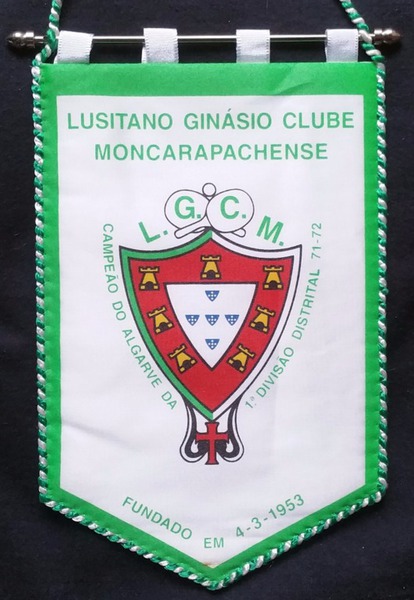 LUSITANO GINÁSIO CLUBE
MONCARAPACHENSE
L. G. C. M.
CAMPEÃO DO ALGARVE DA
1.ª DIVISÃO DISTRITAL 71-72
FUNDADO EM 4-3-1953